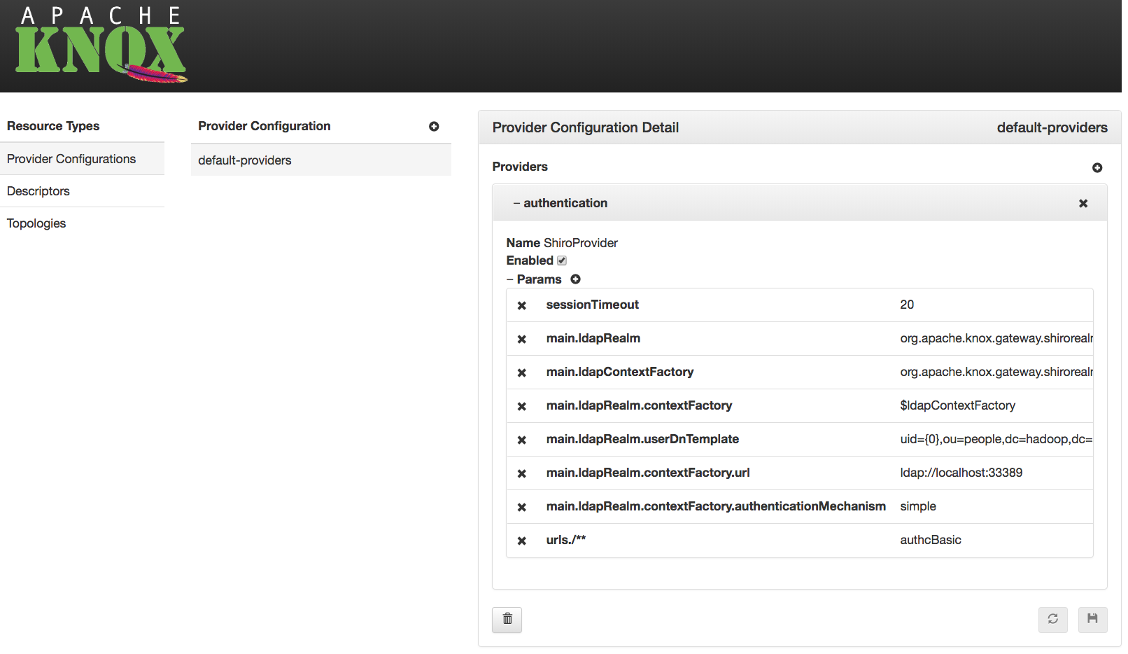 APACHE
KNOX
Resource Types
Provider Configurations
Descriptors
Topologies
Provider Configuration
default-providers
Provider Configuration Detail default-providers
Providers
– authentication
Name ShiroProvider
Enabled
– Params
sessionTimeout 20
main.ldapRealm org.apache.knox.gateway.shirorealm
main.ldapContextFactory org.apache.knox.gateway.shirorealm
main.ldapRealm.contextFactory $ldapContextFactory
main.ldapRealm.userDnTemplate uid={0},ou=people,dc=hadoop,dc=
main.ldapRealm.contextFactory.url ldap://localhost:33389
main.ldapRealm.contextFactory.authenticationMechanism simple
urls./** authcBasic